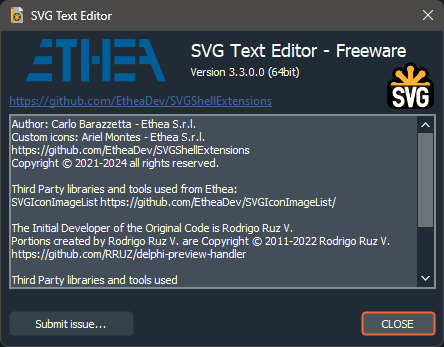 SVG Text Editor
ETHEA
SVG Text Editor - Freeware
Version 3.3.0.0 (64bit)
SVG
https://github.com/EtheaDev/SVGShellExtensions
Author: Carlo Barazzetta - Ethea S.r.l.
Custom icons: Ariel Montes - Ethea S.r.l.
https://github.com/EtheaDev/SVGShellExtensions
Copyright © 2021-2024 all rights reserved.
Third Party libraries and tools used from Ethea:
SVGIconImageList https://github.com/EtheaDev/SVGIconImageList/
The Initial Developer of the Original Code is Rodrigo Ruz V.
Portions created by Rodrigo Ruz V. are Copyright © 2011-2022 Rodrigo Ruz V.
https://github.com/RRUZ/delphi-preview-handler
Third Party libraries and tools used
Submit issue...
CLOSE